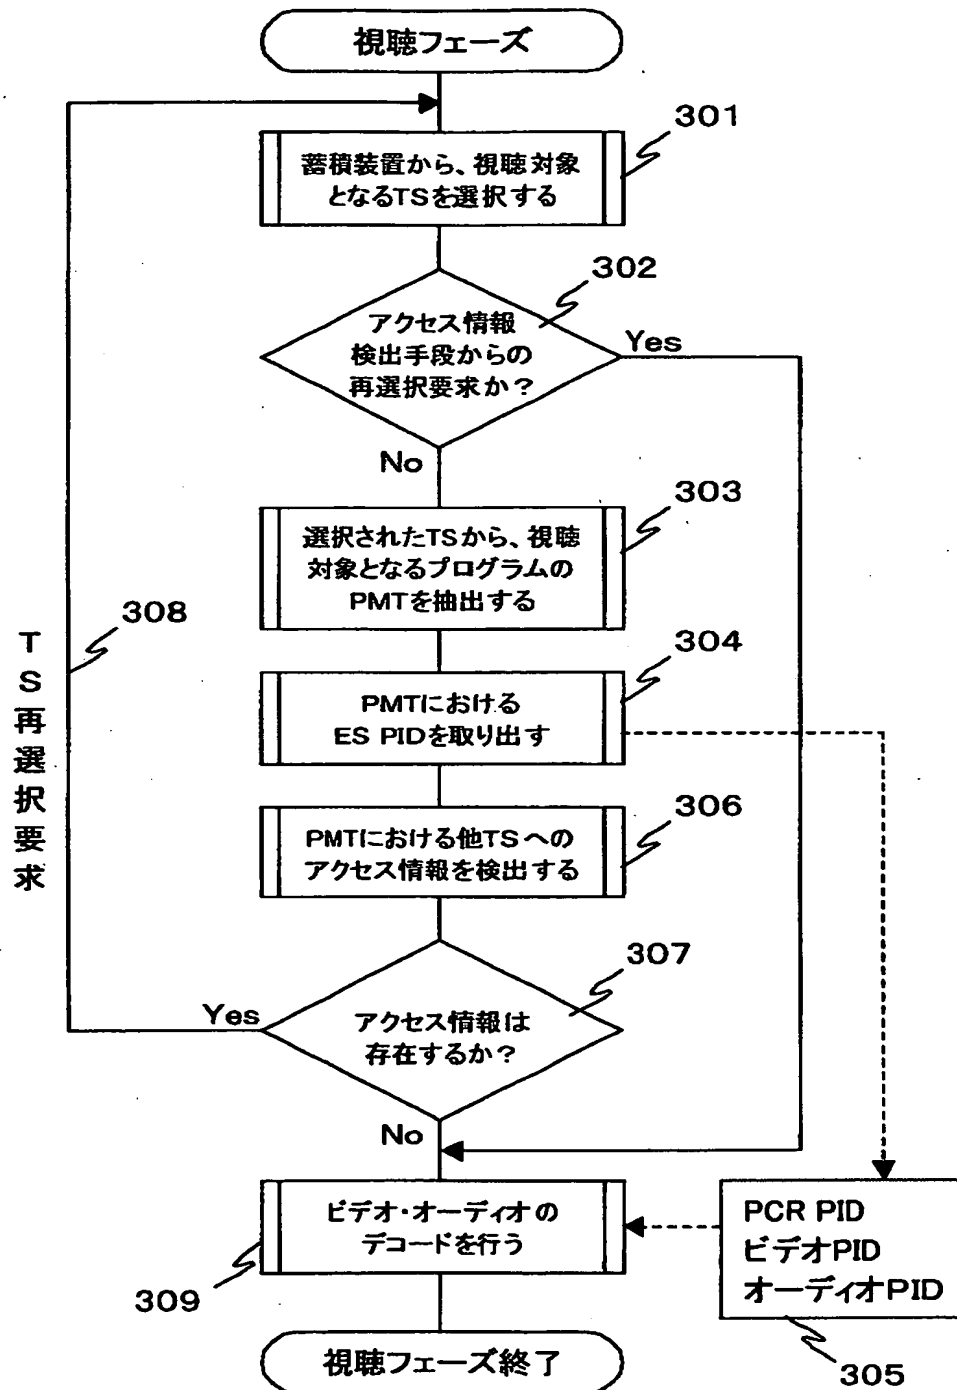 視聴フェーズ
301
蓄積装置から、視聴対象
となるTSを選択する
302
アクセス情報
検出手段からの
再選択要求か？
Yes
No
303
選択されたTSから、視聴
対象となるプログラムの
PMTを抽出する
308
TS再選択要求
304
PMTにおける
ES PIDを取り出す
306
PMTにおける他TSへの
アクセス情報を検出する
307
Yes
アクセス情報は
存在するか？
No
ビデオ・オーディオの
デコードを行う
309
PCR PID
ビデオPID
オーディオPID
305
視聴フェーズ終了